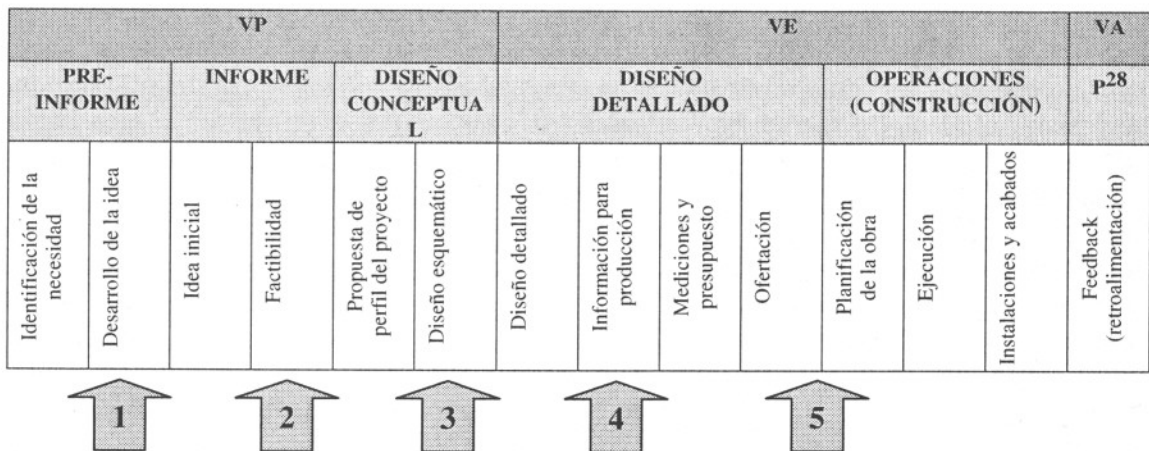 VP
VE
VA
PRE-
INFORME
INFORME
DISEÑO
CONCEPTUA
L
DISEÑO
DETALLADO
OPERACIONES
(CONSTRUCCIÓN)
P28
Identificación de la
necesidad
Desarrollo de la idea
Idea inicial
Factibilidad
Propuesta de
perfil del proyecto
Diseño esquemático
Diseño detallado
Información para
producción
Mediciones y
presupuesto
Ofertación
Planificación
de la obra
Ejecución
Instalaciones y acabados
Feedback
(retroalimentación)
1
2
3
4
5